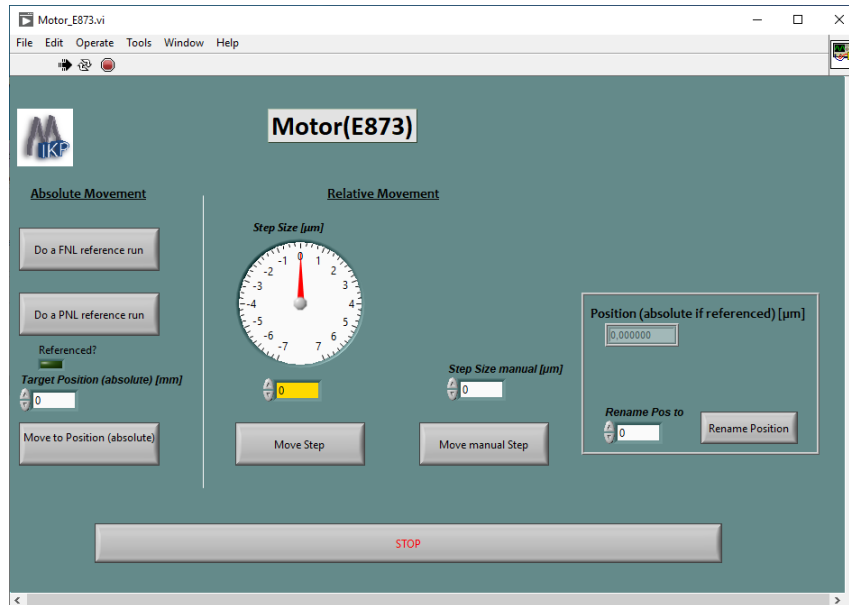 Motor_E873.vi
File Edit Operate Tools Window Help
M
IKP
Motor(E873)
Absolute Movement
Relative Movement
Do a FNL reference run
Do a PNL reference run
Referenced?
Target Position (absolute) [mm]
0
Move to Position (absolute)
Step Size [µm]
-1 0 1
-2 2
-3 3
-4 4
-5 5
-6 6
-7 7
0
Move Step
Step Size manual [µm]
0
Move manual Step
Position (absolute if referenced) [µm]
0,000000
Rename Pos to
0
Rename Position
STOP